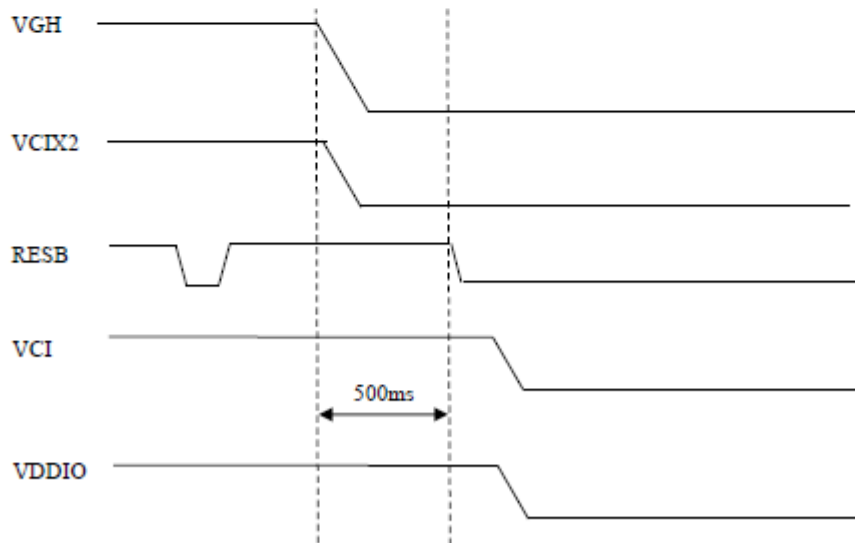 VGH
VCIX2
RESB
VCI
500ms
VDDIO